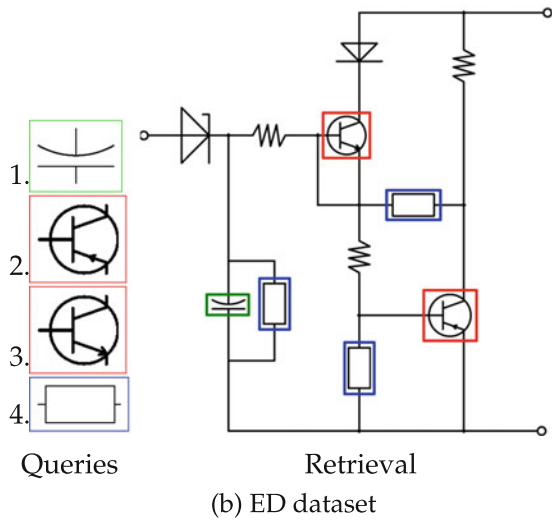 1.
2.
3.
4.
Queries
Retrieval
(b) ED dataset